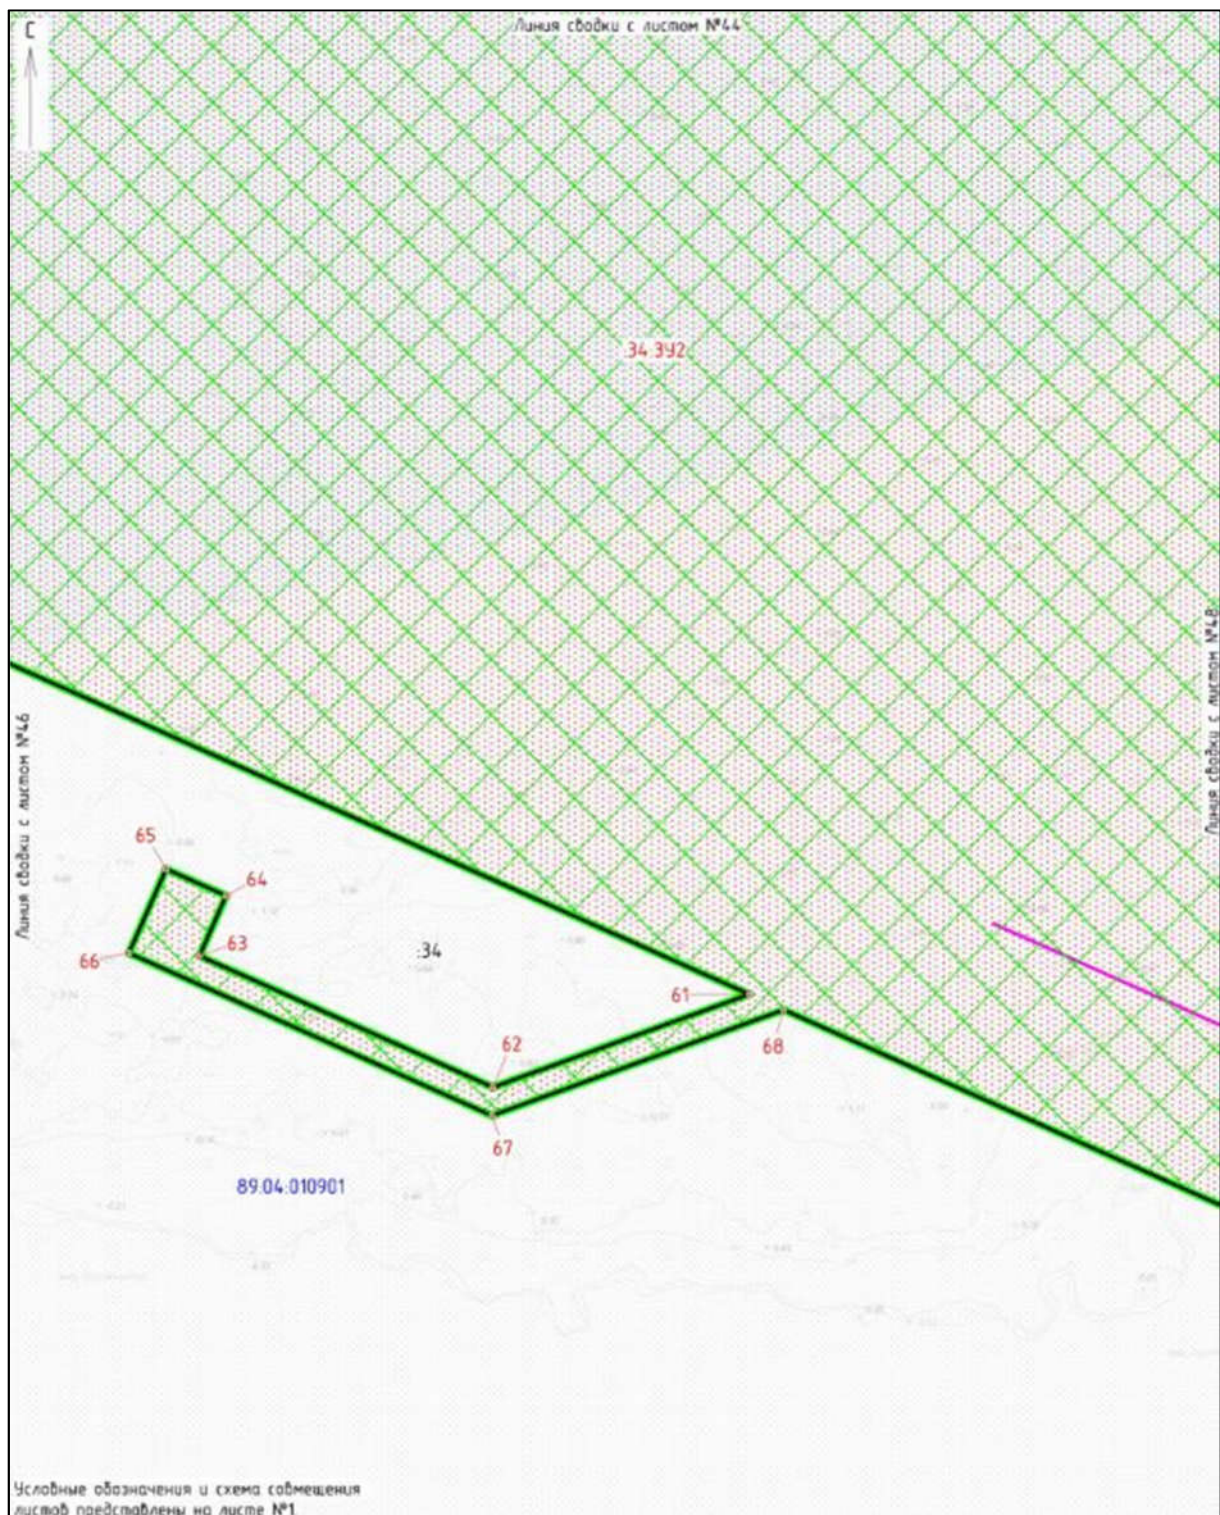 С
Линия сводки с листом №44
34:ЗУ2
Линия сводки с листом №48
Линия сводки с листом №46
65
64
63
:34
66
61
62
68
67
89:04:010901
Условные обозначения и схема совмещения
листов представлены на листе №1